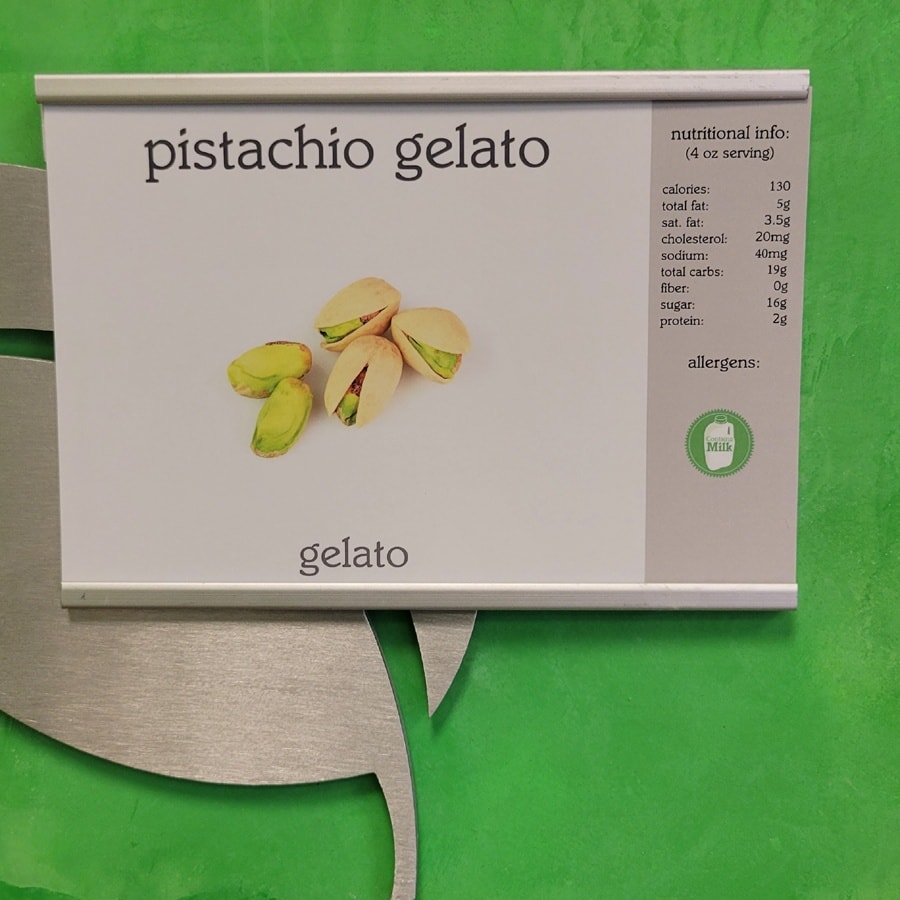 pistachio gelato
gelato
nutritional info:
(4 oz serving)
calories: 130
total fat: 5g
sat. fat: 3.5g
cholesterol: 20mg
sodium: 40mg
total carbs: 19g
fiber: 0g
sugar: 16g
protein: 2g
allergens:
Contains
Milk